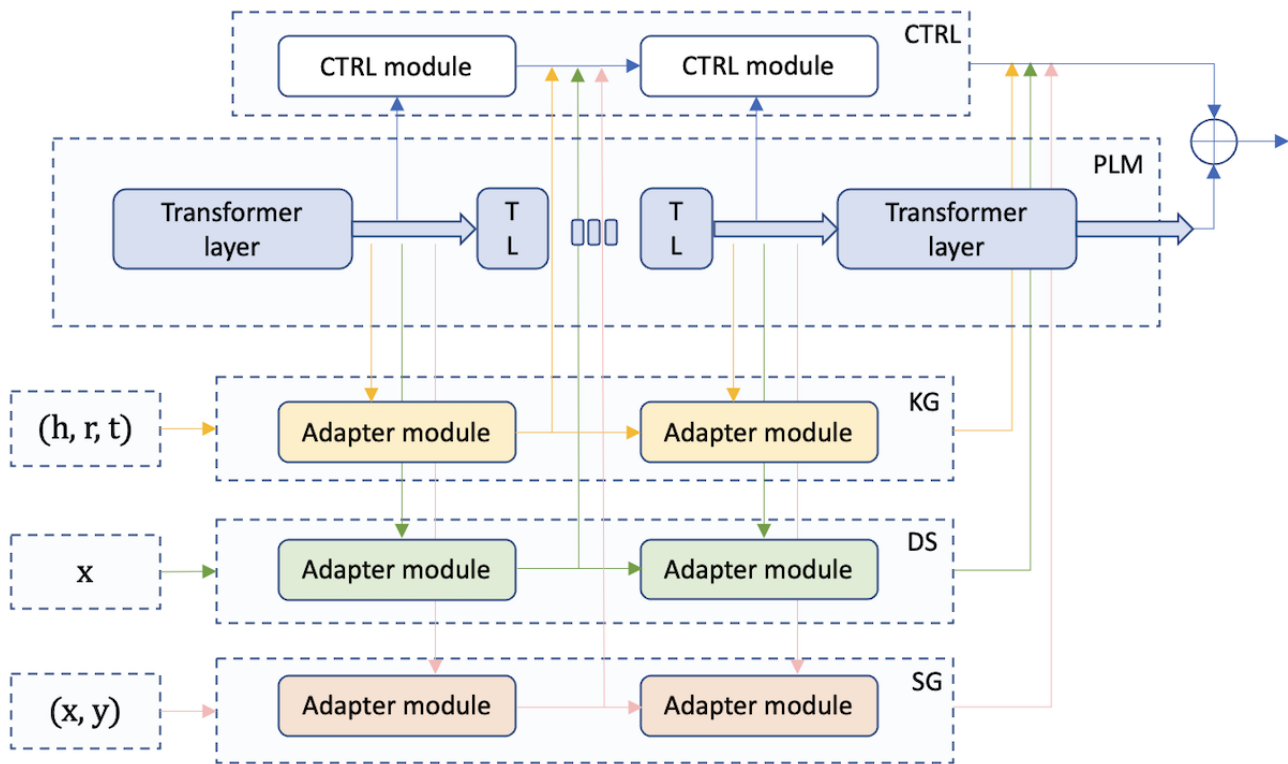 CTRL
CTRL module
CTRL module
PLM
Transformer
layer
T
L
T
L
Transformer
layer
KG
(h, r, t)
Adapter module
Adapter module
DS
x
Adapter module
Adapter module
SG
(x, y)
Adapter module
Adapter module